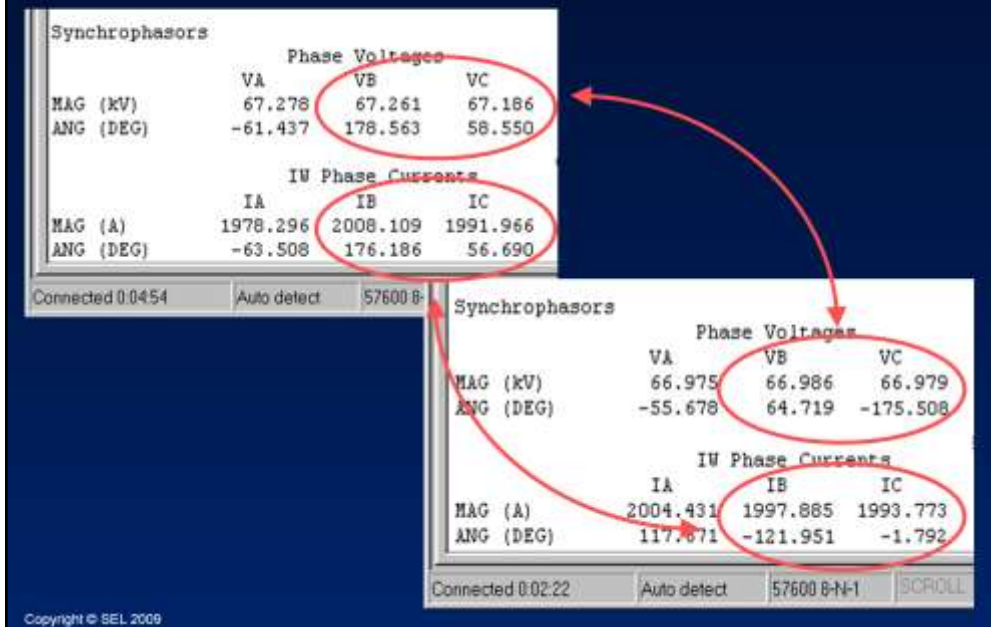 Synchrophasors
Phase Voltages
VA VB VC
MAG (kV) 67.278 67.261 67.186
ANG (DEG) -61.437 178.563 58.550
IW Phase Currents
IA IB IC
MAG (A) 1978.296 2008.109 1991.966
ANG (DEG) -63.508 176.186 56.690
Connected 0:04:54 Auto detect 57600 8-
Synchrophasors
Phase Voltages
VA VB VC
MAG (kV) 66.975 66.986 66.979
ANG (DEG) -55.678 64.719 -175.508
IW Phase Currents
IA IB IC
MAG (A) 2004.431 1997.885 1993.773
ANG (DEG) 117.671 -121.951 -1.792
Connected 0:02:22 Auto detect 57600 8-N-1 SCROLL
Copyright © SEL 2009